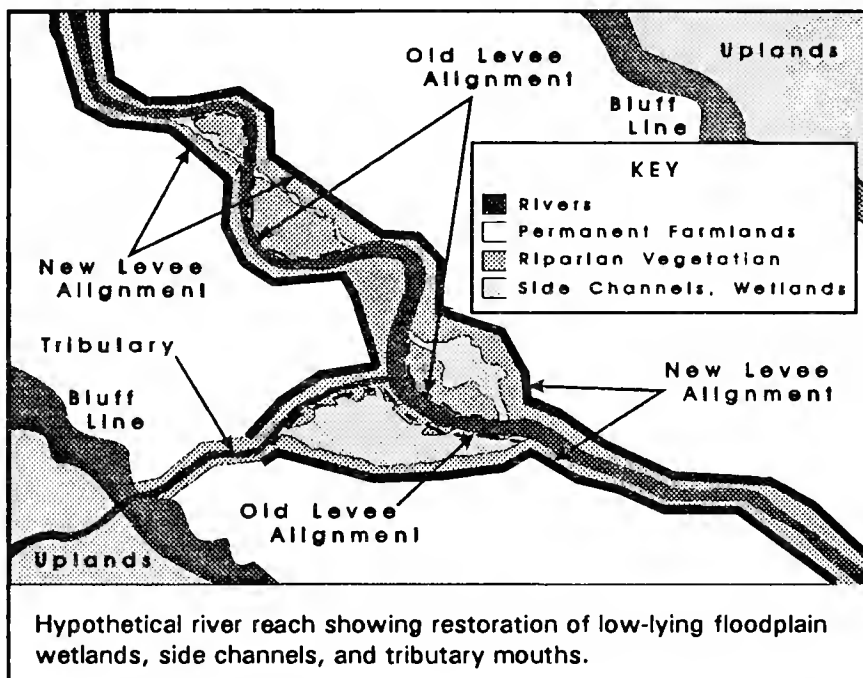 Old Levee
Alignment
Uplands
Bluff
Line
KEY
Rivers
Permanent Farmlands
Riparian Vegetation
Side Channels, Wetlands
New Levee
Alignment
Tributary
Bluff
Line
New Levee
Alignment
Old Levee
Alignment
Uplands
Hypothetical river reach showing restoration of low-lying floodplain
wetlands, side channels, and tributary mouths.